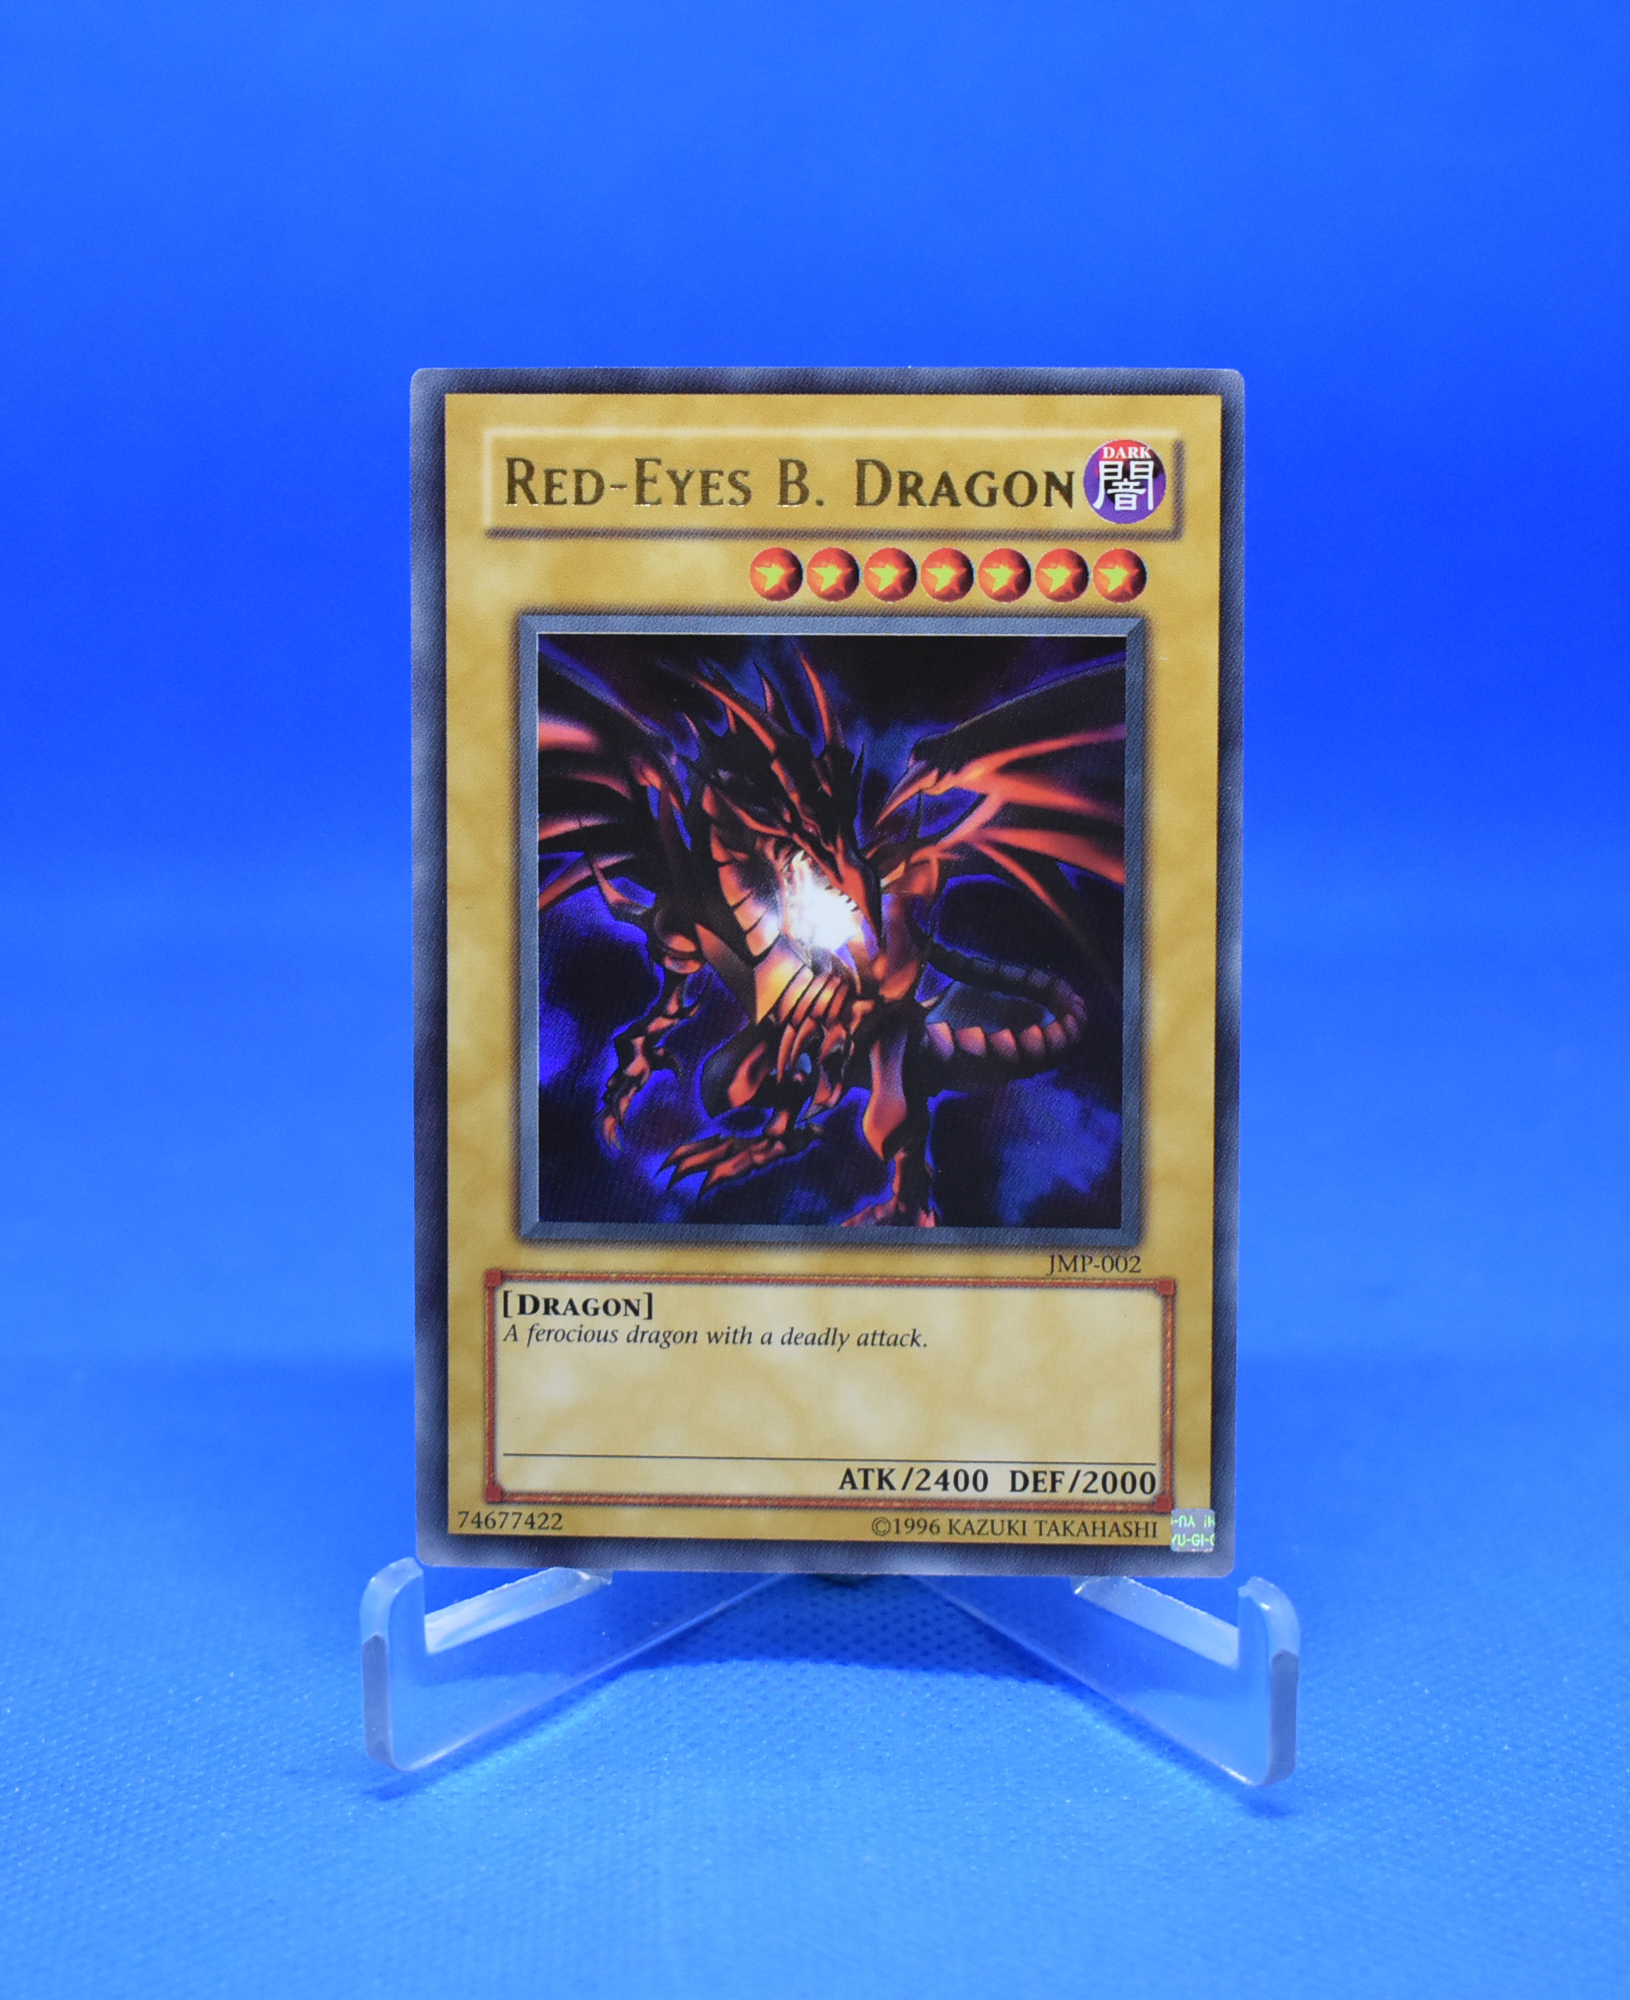 RED-EYES B. DRAGON
DARK
闇
JMP-002
[DRAGON]
A ferocious dragon with a deadly attack.
ATK/2400 DEF/2000
74677422
©1996 KAZUKI TAKAHASHI